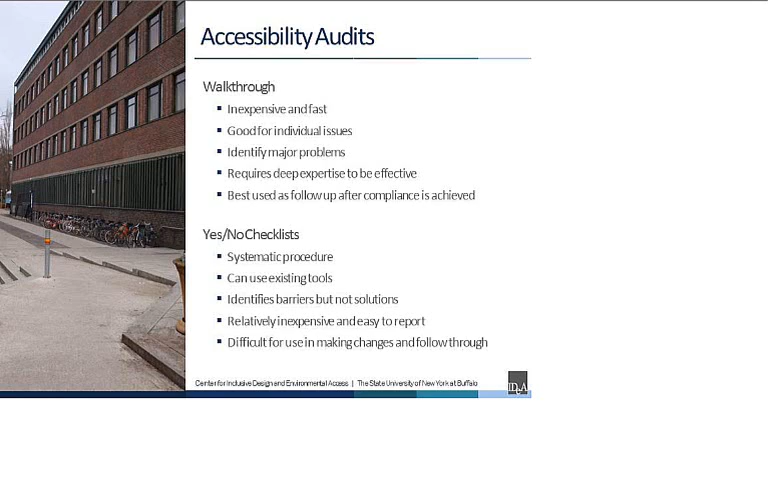 Accessibility Audits
Walkthrough
Inexpensive and fast
Good for individual issues
Identify major problems
Requires deep expertise to be effective
Best used as follow up after compliance is achieved
Yes/No Checklists
Systematic procedure
Can use existing tools
Identifies barriers but not solutions
Relatively inexpensive and easy to report
Difficult for use in making changes and follow through
Center for Inclusive Design and Environmental Access | The State University of New York at Buffalo
IDeA